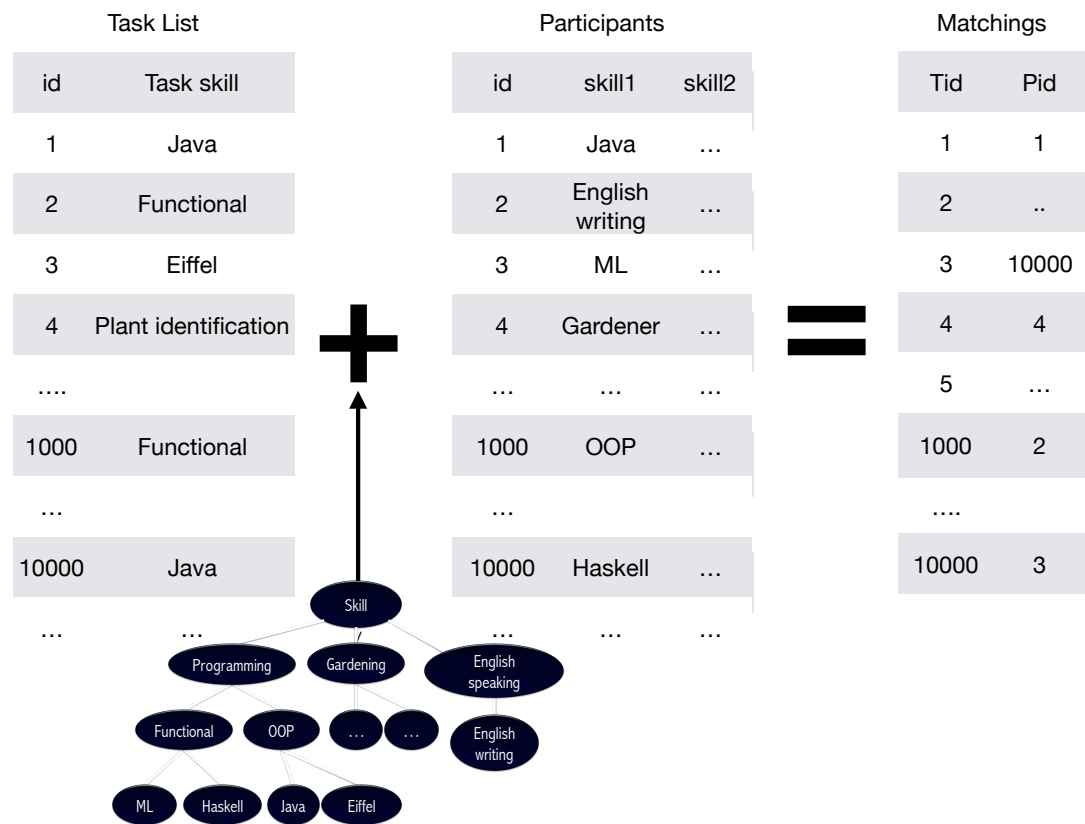 Task List
Participants
Matchings
id Task skill
1 Java
2 Functional
3 Eiffel
4 Plant identification
….
1000 Functional
…
10000 Java
… …
id skill1 skill2
1 Java …
2 English writing …
3 ML …
4 Gardener …
… … …
1000 OOP …
…
10000 Haskell …
… … …
Tid Pid
1 1
2 ..
3 10000
4 4
5 …
1000 2
….
10000 3
+
=
Skill
Programming Gardening English speaking
Functional OOP … … English writing
ML Haskell Java Eiffel